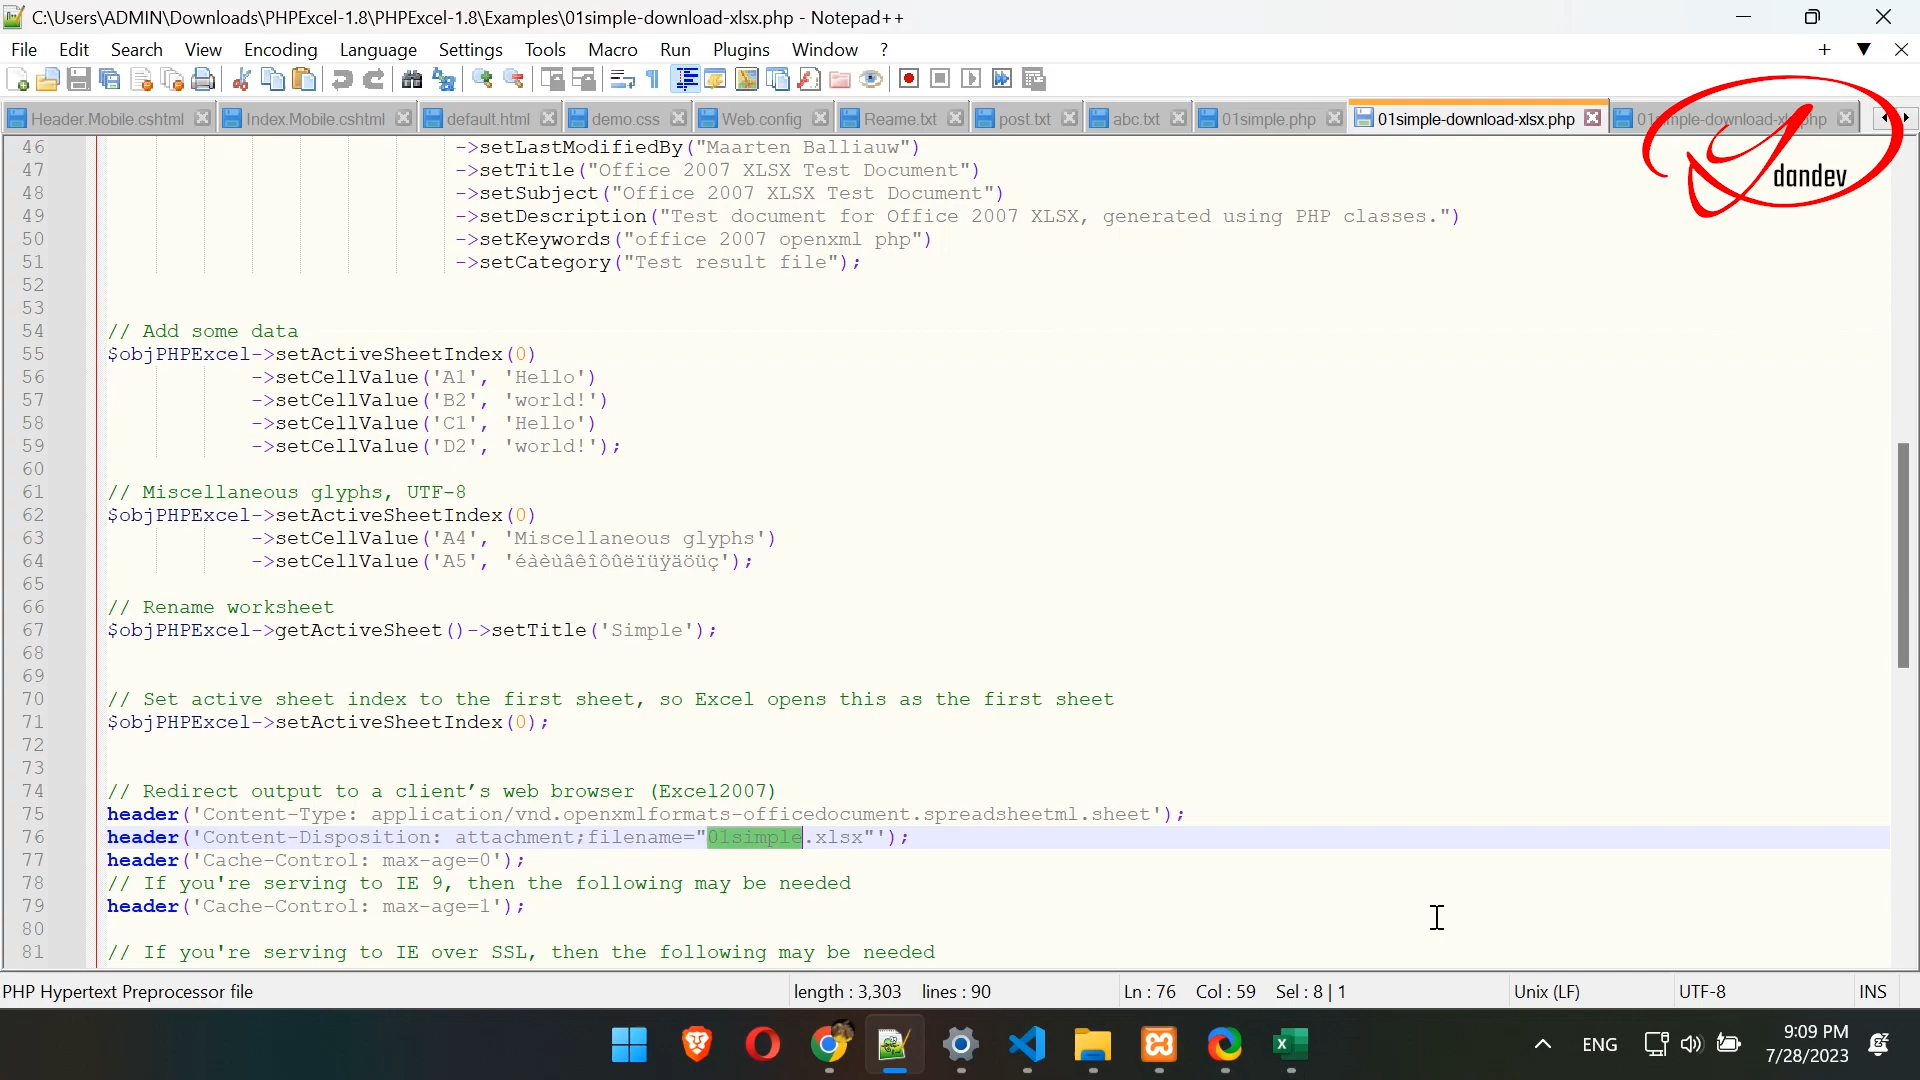 C:\Users\ADMIN\Downloads\PHPExcel-1.8\PHPExcel-1.8\Examples\01simple-download-xlsx.php - Notepad++
File Edit Search View Encoding Language Settings Tools Macro Run Plugins Window ?
Header.Mobile.cshtml Index.Mobile.cshtml default.html demo.css Web.config Reame.txt post.txt abc.txt 01simple.php 01simple-download-xlsx.php
dandev
46 ->setLastModifiedBy("Maarten Balliauw")
47 ->setTitle("Office 2007 XLSX Test Document")
48 ->setSubject("Office 2007 XLSX Test Document")
49 ->setDescription("Test document for Office 2007 XLSX, generated using PHP classes.")
50 ->setKeywords("office 2007 openxml php")
51 ->setCategory("Test result file");
52
53
54 // Add some data
55 $objPHPExcel->setActiveSheetIndex(0)
56 ->setCellValue('A1', 'Hello')
57 ->setCellValue('B2', 'world!')
58 ->setCellValue('C1', 'Hello')
59 ->setCellValue('D2', 'world!');
60
61 // Miscellaneous glyphs, UTF-8
62 $objPHPExcel->setActiveSheetIndex(0)
63 ->setCellValue('A4', 'Miscellaneous glyphs')
64 ->setCellValue('A5', 'éàèùâêîôûëïüÿäöüç');
65
66 // Rename worksheet
67 $objPHPExcel->getActiveSheet()->setTitle('Simple');
68
69
70 // Set active sheet index to the first sheet, so Excel opens this as the first sheet
71 $objPHPExcel->setActiveSheetIndex(0);
72
73
74 // Redirect output to a client’s web browser (Excel2007)
75 header('Content-Type: application/vnd.openxmlformats-officedocument.spreadsheetml.sheet');
76 header('Content-Disposition: attachment;filename="01simple.xlsx"');
77 header('Cache-Control: max-age=0');
78 // If you're serving to IE 9, then the following may be needed
79 header('Cache-Control: max-age=1');
80
81 // If you're serving to IE over SSL, then the following may be needed
PHP Hypertext Preprocessor file length : 3,303 lines : 90 Ln : 76 Col : 59 Sel : 8 | 1 Unix (LF) UTF-8 INS
ENG 9:09 PM
7/28/2023